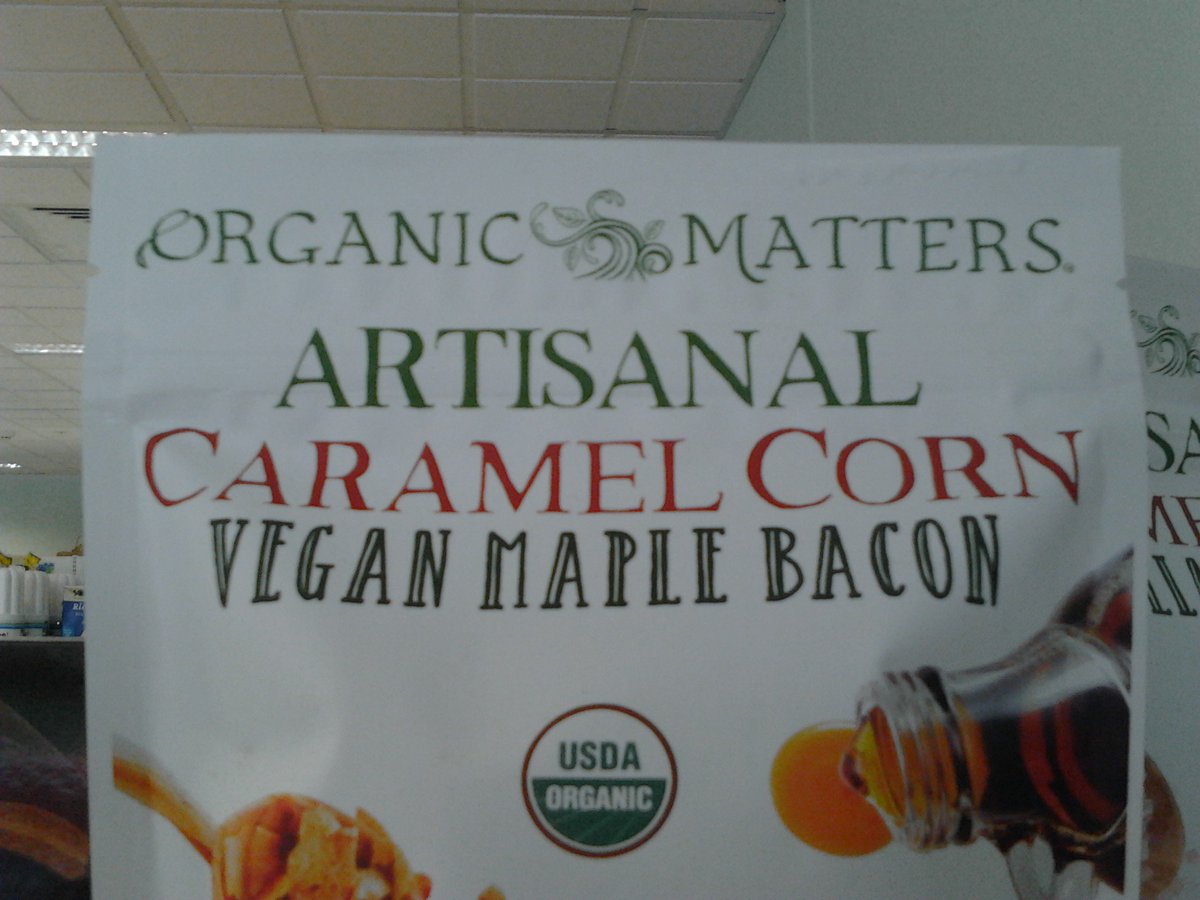 ORGANIC MATTERS
ARTISANAL
CARAMEL CORN
VEGAN MAPLE BACON
USDA
ORGANIC